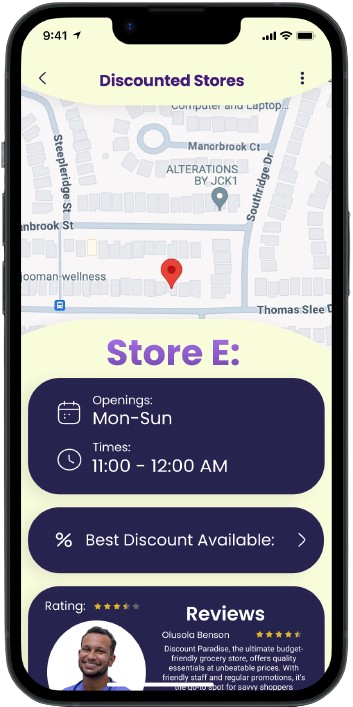 9:41
Discounted Stores
Computer and Laptop...
Manorbrook Ct
Steepleridge St
ALTERATIONS
BY JCK1
Southridge Dr
nbrook St
jooman-wellness
Thomas Slee D
Store E:
Openings:
Mon-Sun
Times:
11:00 - 12:00 AM
% Best Discount Available:
Rating:
Reviews
Olusola Benson
Discount Paradise, the ultimate budget-
friendly grocery store, offers quality
essentials at unbeatable prices. With
friendly staff and regular promotions, it's
the go-to spot for savvy shoppers